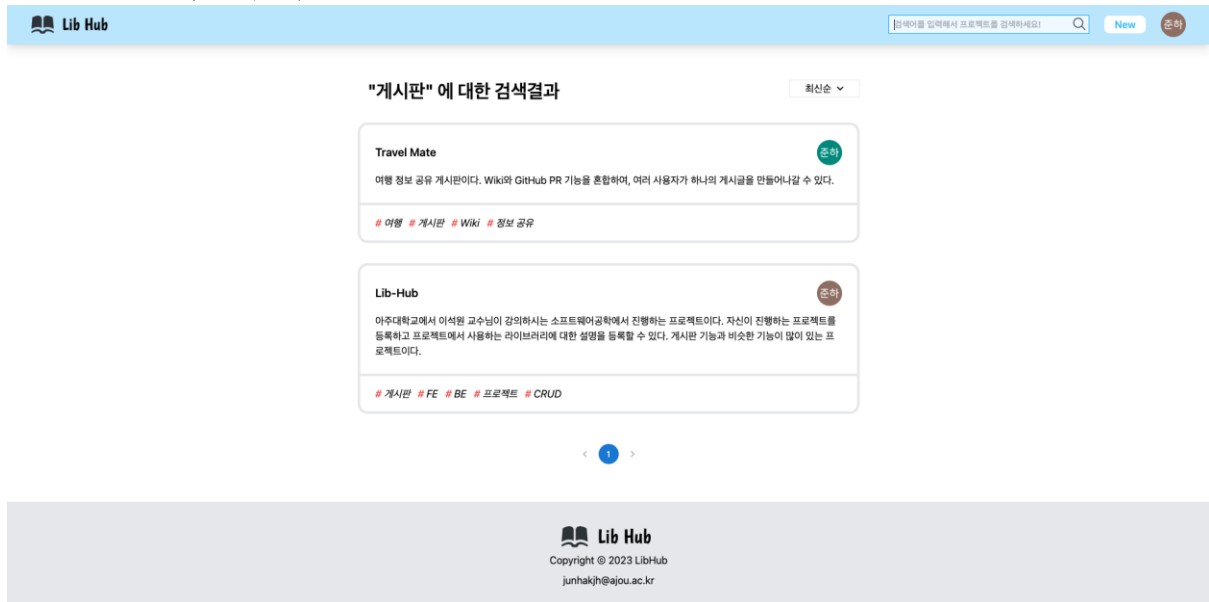 Lib Hub
검색어를 입력해서 프로젝트를 검색하세요!
New
준하
"게시판" 에 대한 검색결과
최신순
Travel Mate
준하
여행 정보 공유 게시판이다. Wiki와 GitHub PR 기능을 혼합하여, 여러 사용자가 하나의 게시글을 만들어나갈 수 있다.
# 여행 # 게시판 # Wiki # 정보 공유
Lib-Hub
준하
아주대학교에서 이석원 교수님이 강의하시는 소프트웨어공학에서 진행하는 프로젝트이다. 자신이 진행하는 프로젝트를
등록하고 프로젝트에서 사용하는 라이브러리에 대한 설명을 등록할 수 있다. 게시판 기능과 비슷한 기능이 많이 있는 프
로젝트이다.
# 게시판 # FE # BE # 프로젝트 # CRUD
< 1 >
Lib Hub
Copyright © 2023 LibHub
junhakjh@ajou.ac.kr